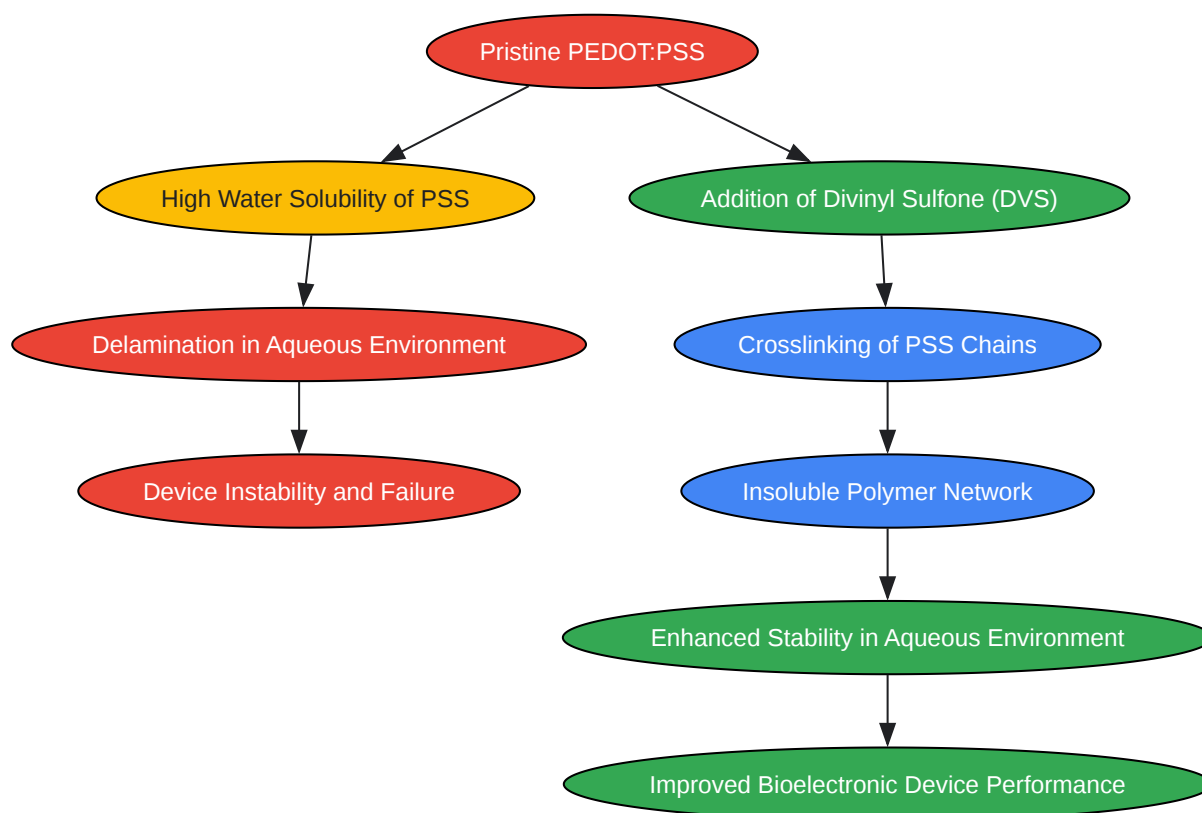 Pristine PEDOT:PSS
High Water Solubility of PSS
Addition of Divinyl Sulfone (DVS)
Delamination in Aqueous Environment
Crosslinking of PSS Chains
Device Instability and Failure
Insoluble Polymer Network
Enhanced Stability in Aqueous Environment
Improved Bioelectronic Device Performance